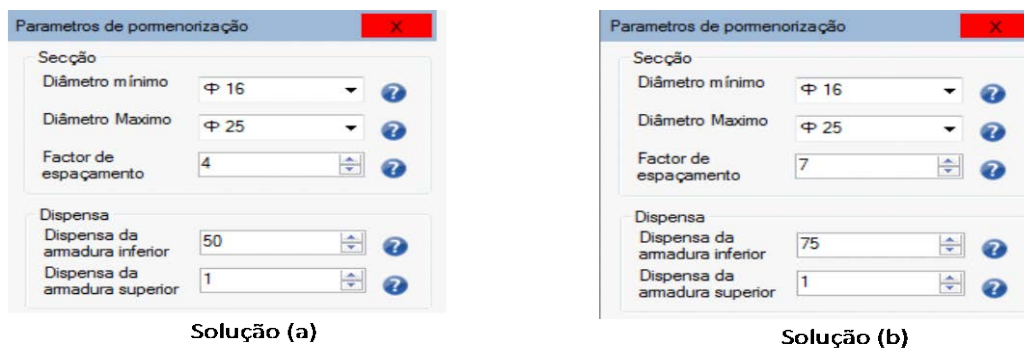 Parametros de pormenorização X
Secção
Diâmetro mínimo Φ 16 ?
Diâmetro Maximo Φ 25 ?
Factor de
espaçamento 4 ?
Dispensa
Dispensa da
armadura inferior 50 ?
Dispensa da
armadura superior 1 ?
Solução (a)
Parametros de pormenorização X
Secção
Diâmetro mínimo Φ 16 ?
Diâmetro Maximo Φ 25 ?
Factor de
espaçamento 7 ?
Dispensa
Dispensa da
armadura inferior 75 ?
Dispensa da
armadura superior 1 ?
Solução (b)